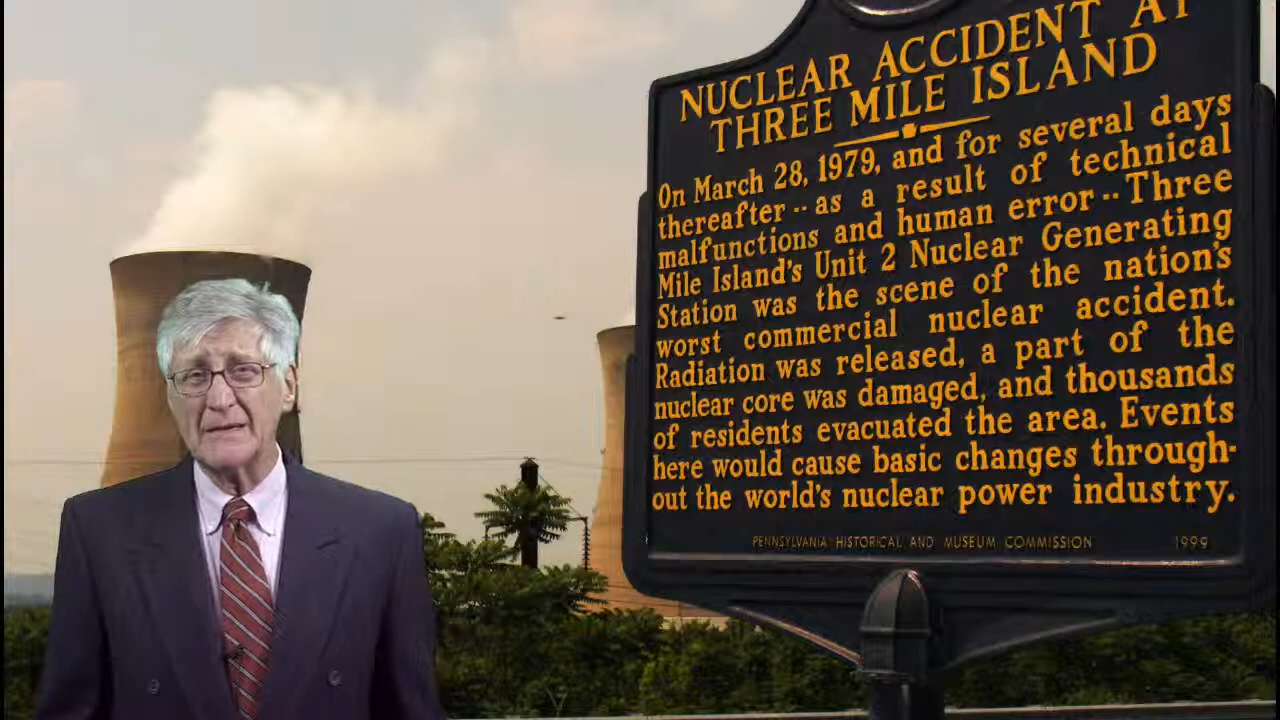 NUCLEAR ACCIDENT AT
THREE MILE ISLAND
On March 28, 1979, and for several days
thereafter -- as a result of technical
malfunctions and human error -- Three
Mile Island's Unit 2 Nuclear Generating
Station was the scene of the nation's
worst commercial nuclear accident.
Radiation was released, a part of the
nuclear core was damaged, and thousands
of residents evacuated the area. Events
here would cause basic changes through-
out the world's nuclear power industry.
PENNSYLVANIA HISTORICAL AND MUSEUM COMMISSION 1999